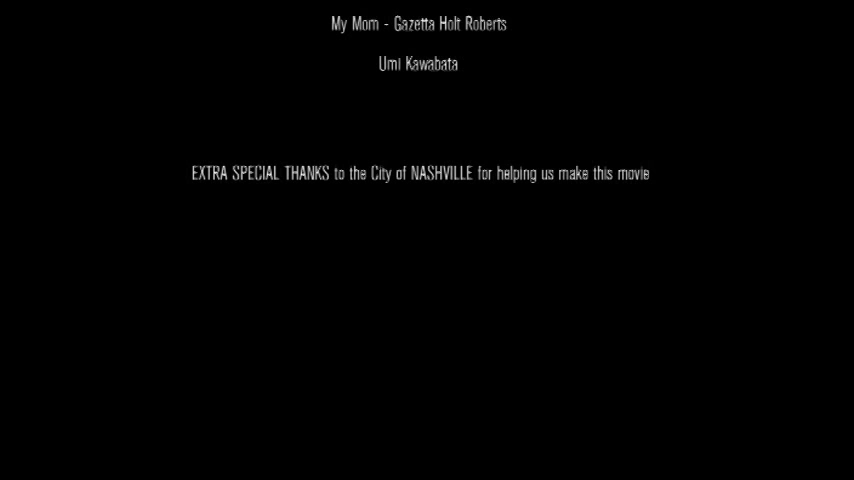 My Mom - Gazetta Holt Roberts
Umi Kawabata
EXTRA SPECIAL THANKS to the City of NASHVILLE for helping us make this movie